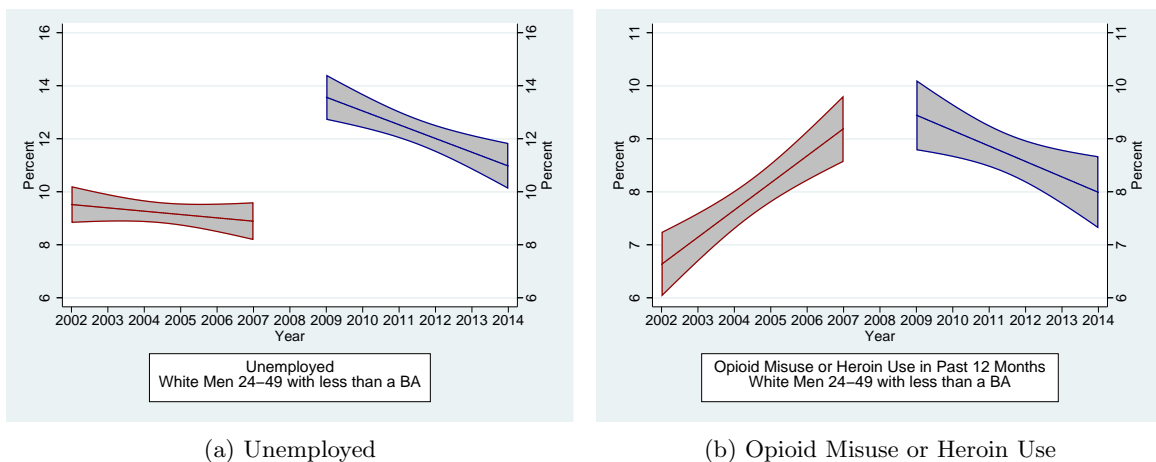 16
14
12
10
8
6
Percent
16
14
12
10
8
6
Percent
2002 2003 2004 2005 2006 2007 2008 2009 2010 2011 2012 2013 2014
Year
Unemployed
White Men 24−49 with less than a BA
(a) Unemployed
11
10
9
8
7
6
Percent
11
10
9
8
7
6
Percent
2002 2003 2004 2005 2006 2007 2008 2009 2010 2011 2012 2013 2014
Year
Opioid Misuse or Heroin Use in Past 12 Months
White Men 24−49 with less than a BA
(b) Opioid Misuse or Heroin Use